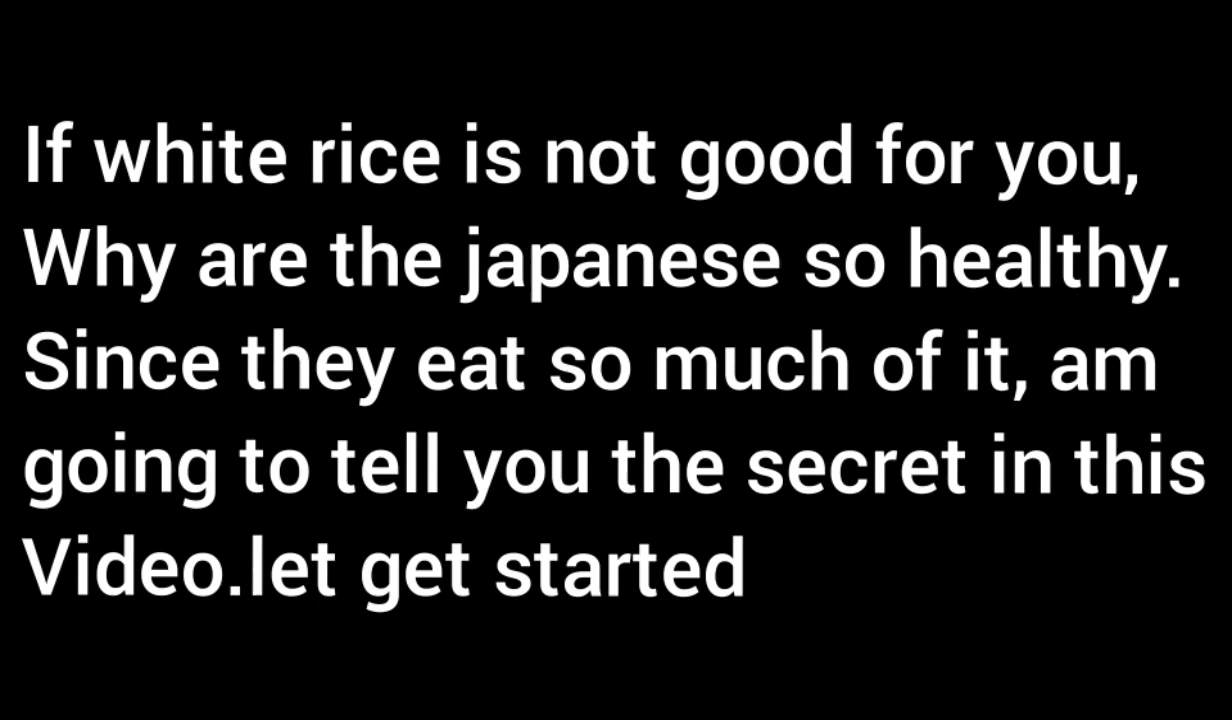 If white rice is not good for you,
Why are the japanese so healthy.
Since they eat so much of it, am
going to tell you the secret in this
Video.let get started